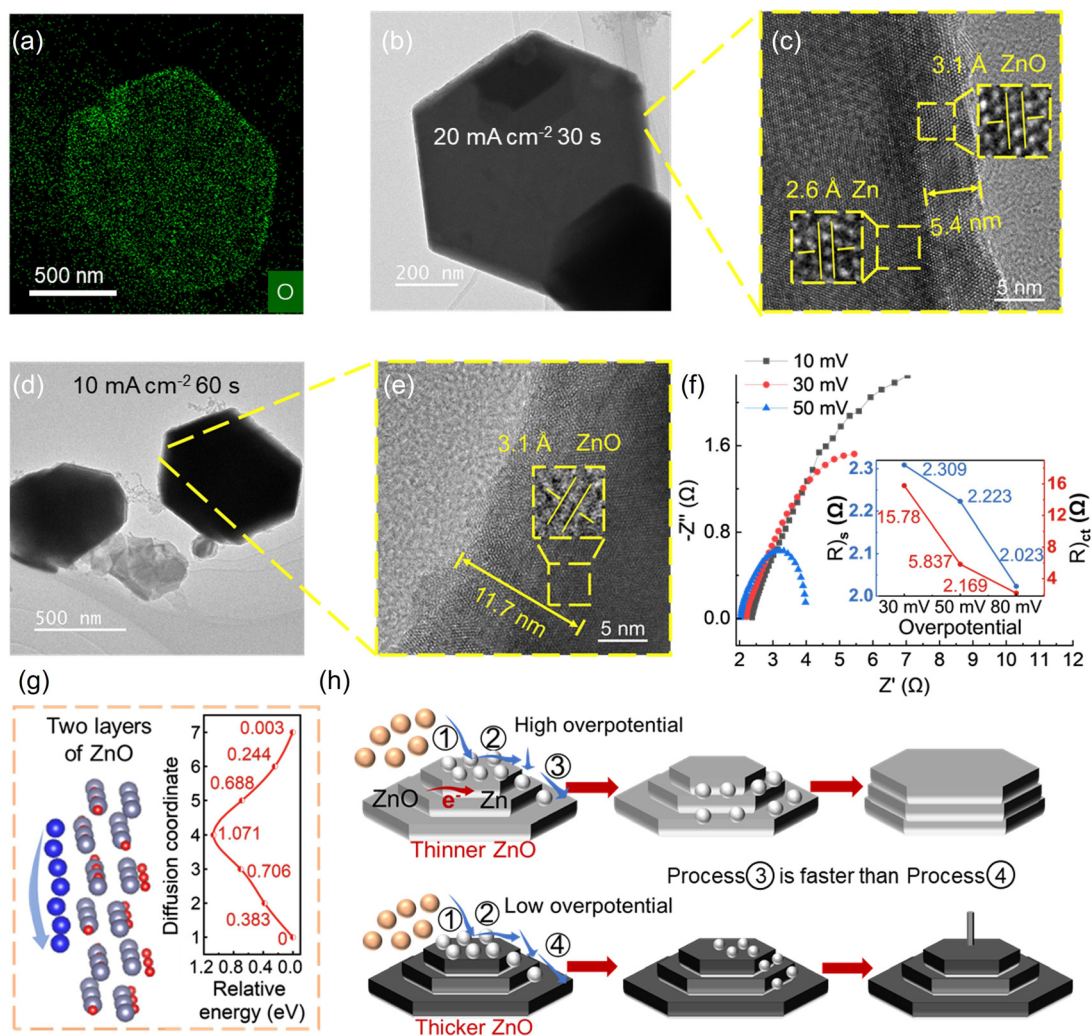 (a)
500 nm
O
(b)
20 mA cm⁻² 30 s
200 nm
(c)
3.1 Å ZnO
2.6 Å Zn
5.4 nm
5 nm
(d)
10 mA cm⁻² 60 s
500 nm
(e)
3.1 Å ZnO
11.7 nm
5 nm
(f)
10 mV
30 mV
50 mV
-Z'' (Ω)
1.6
0.8
0.0
2 3 4 5 6 7 8 9 10 11 12
Z' (Ω)
R)s (Ω)
2.3
2.2
2.1
2.0
2.309
2.223
2.023
15.78
5.837
2.169
16
12
8
4
R)ct (Ω)
30 mV 50 mV 80 mV
Overpotential
(g)
Two layers
of ZnO
Diffusion coordinate
7
6
5
4
3
2
1
0.003
0.244
0.688
1.071
0.706
0.383
0
1.2 0.8 0.4 0.0
Relative
energy (eV)
(h)
① ② High overpotential
③
ZnO e- Zn
Thinner ZnO
Process③ is faster than Process④
① ② Low overpotential
④
Thicker ZnO